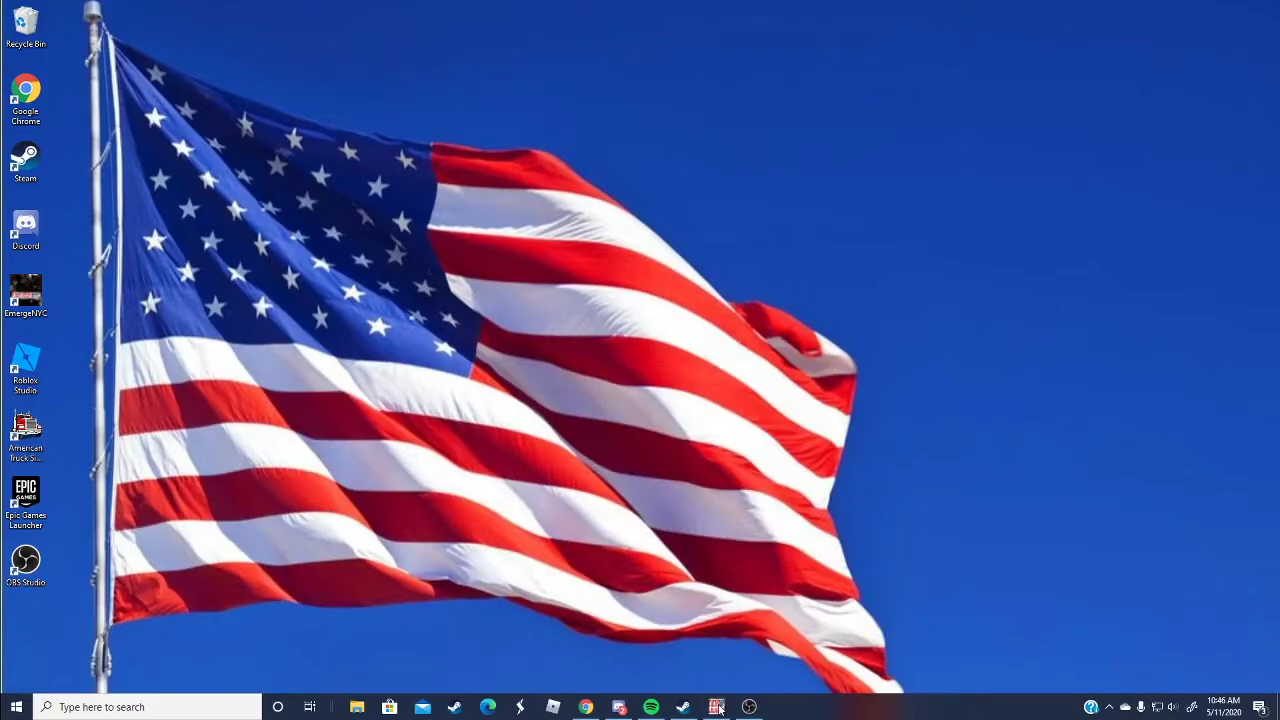 Recycle Bin
Google
Chrome
Steam
Discord
EmergeNYC
Roblox
Studio
American
Truck Si...
EPIC
GAMES
Epic Games
Launcher
OBS Studio
Type here to search
10:46 AM
5/11/2020